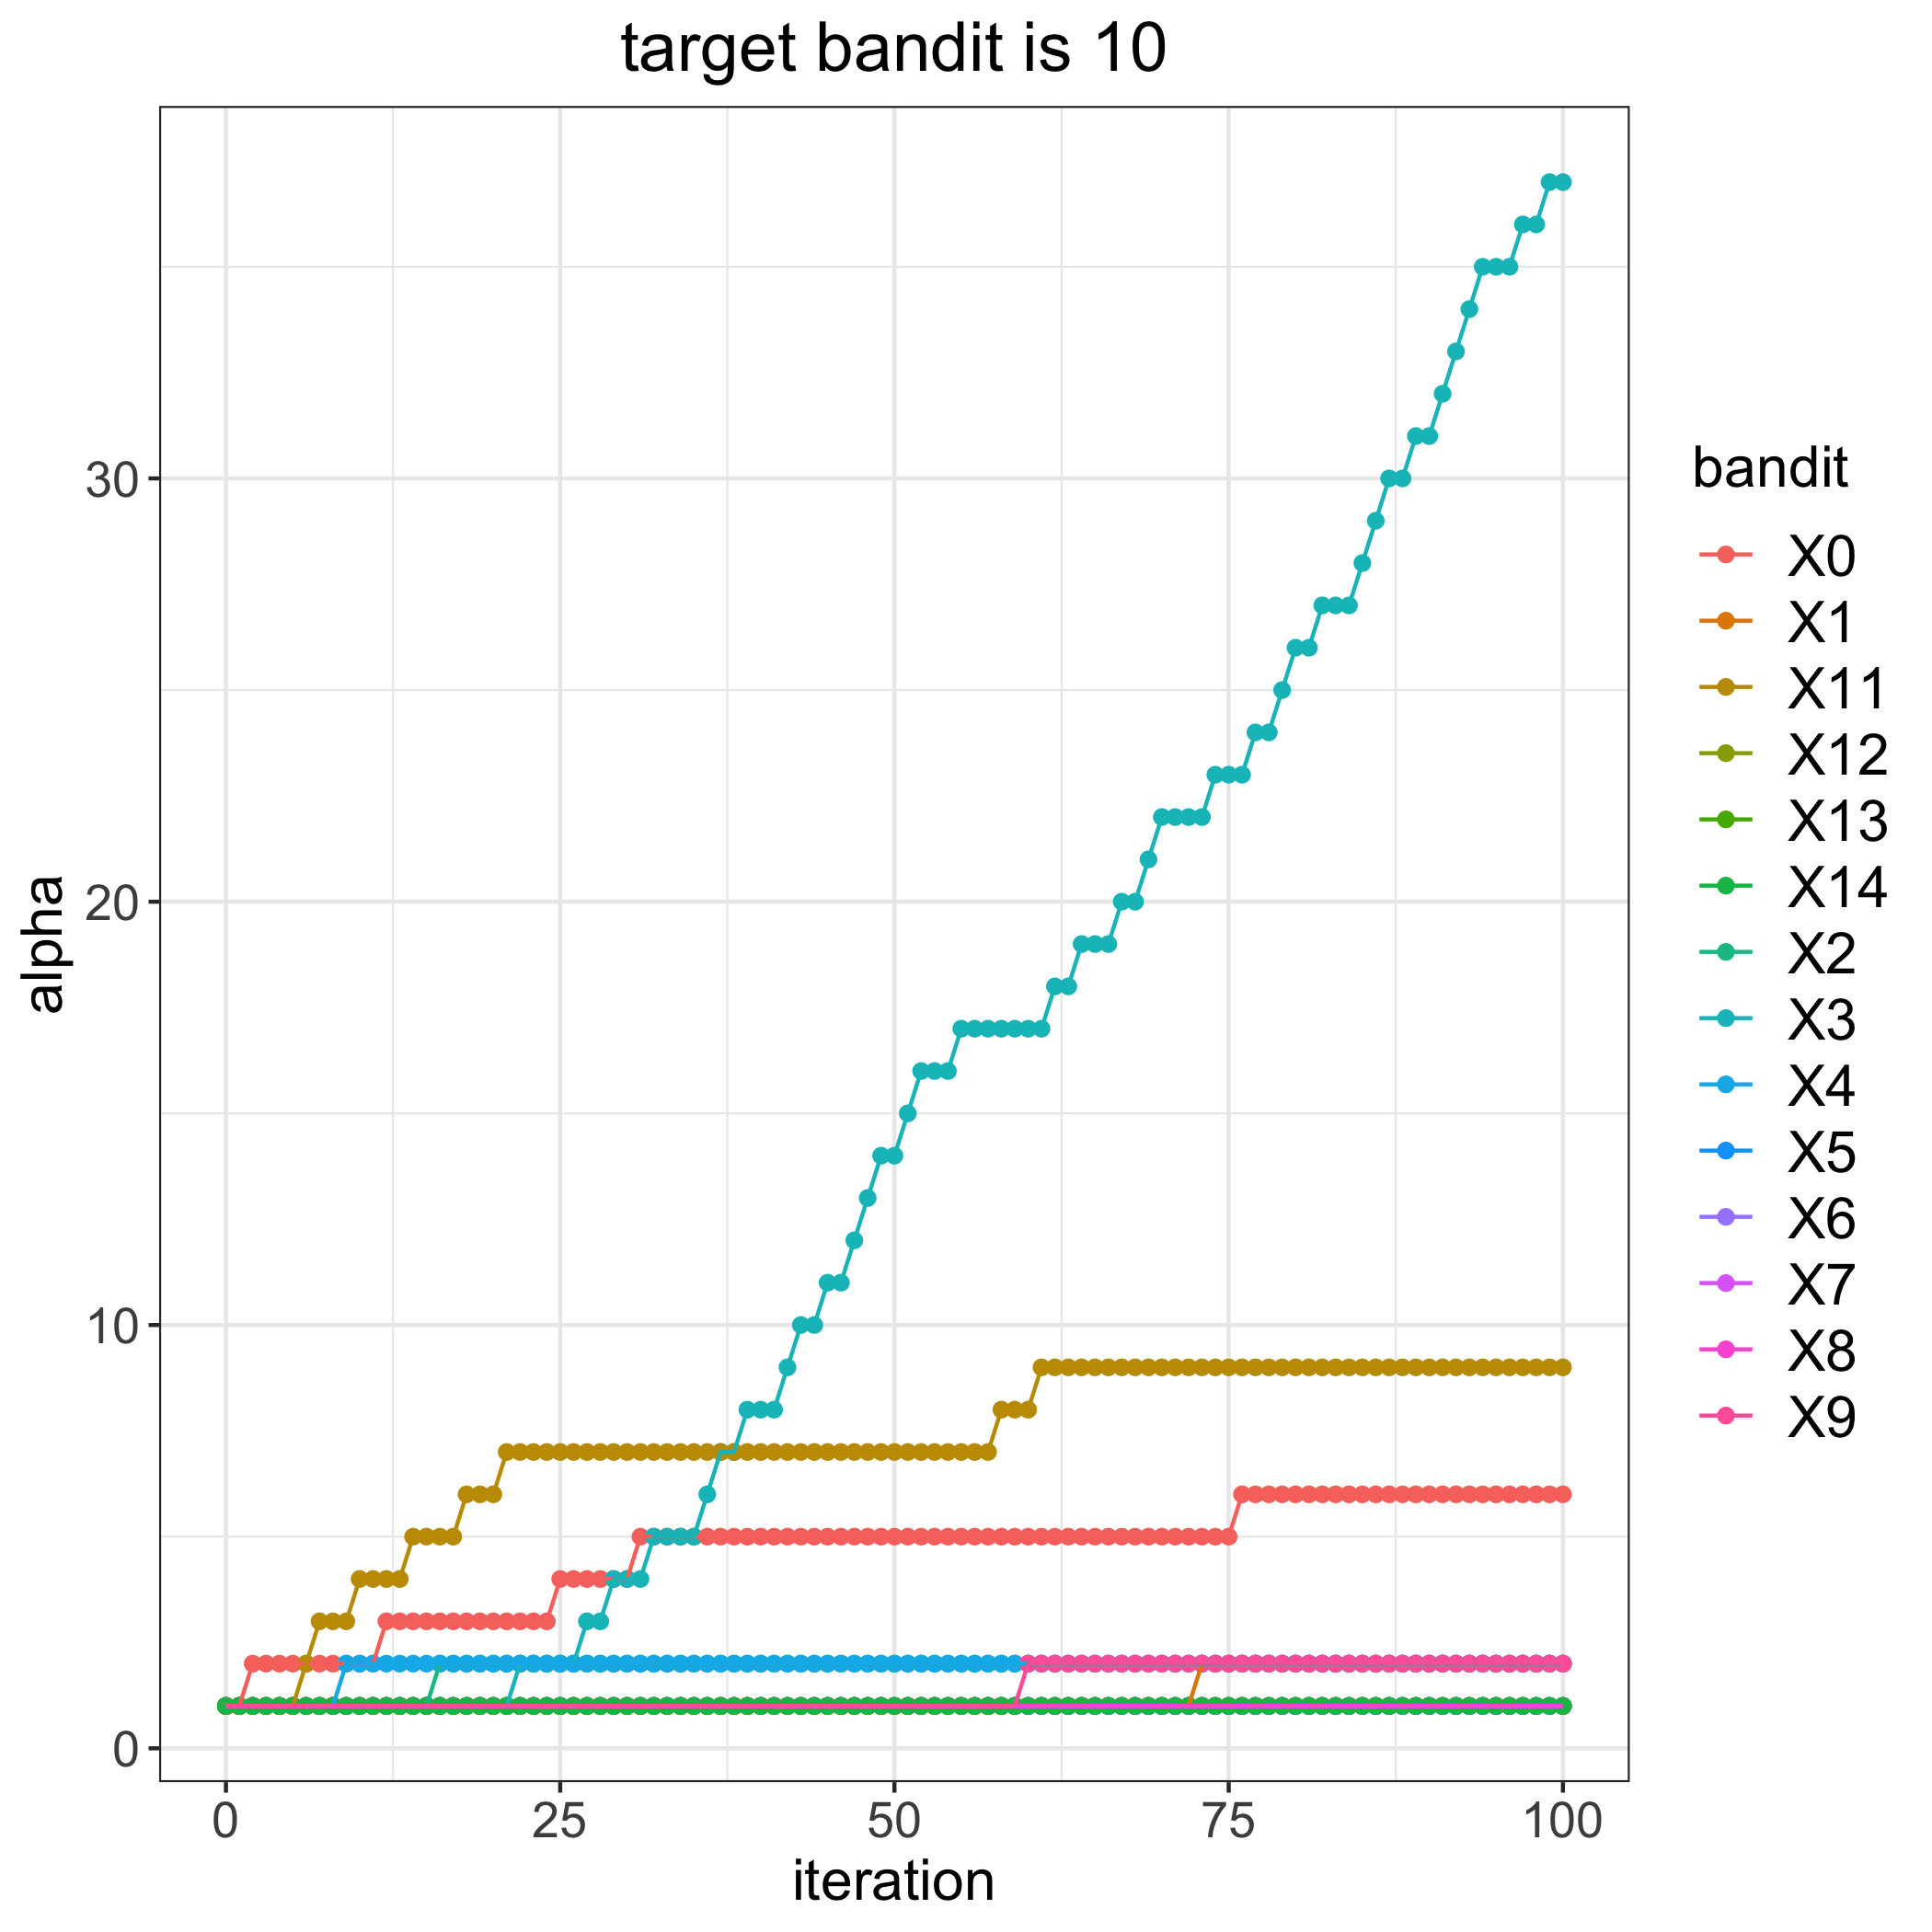 target bandit is 10
alpha
30
20
10
0
0 25 50 75 100
iteration
bandit
X0
X1
X11
X12
X13
X14
X2
X3
X4
X5
X6
X7
X8
X9